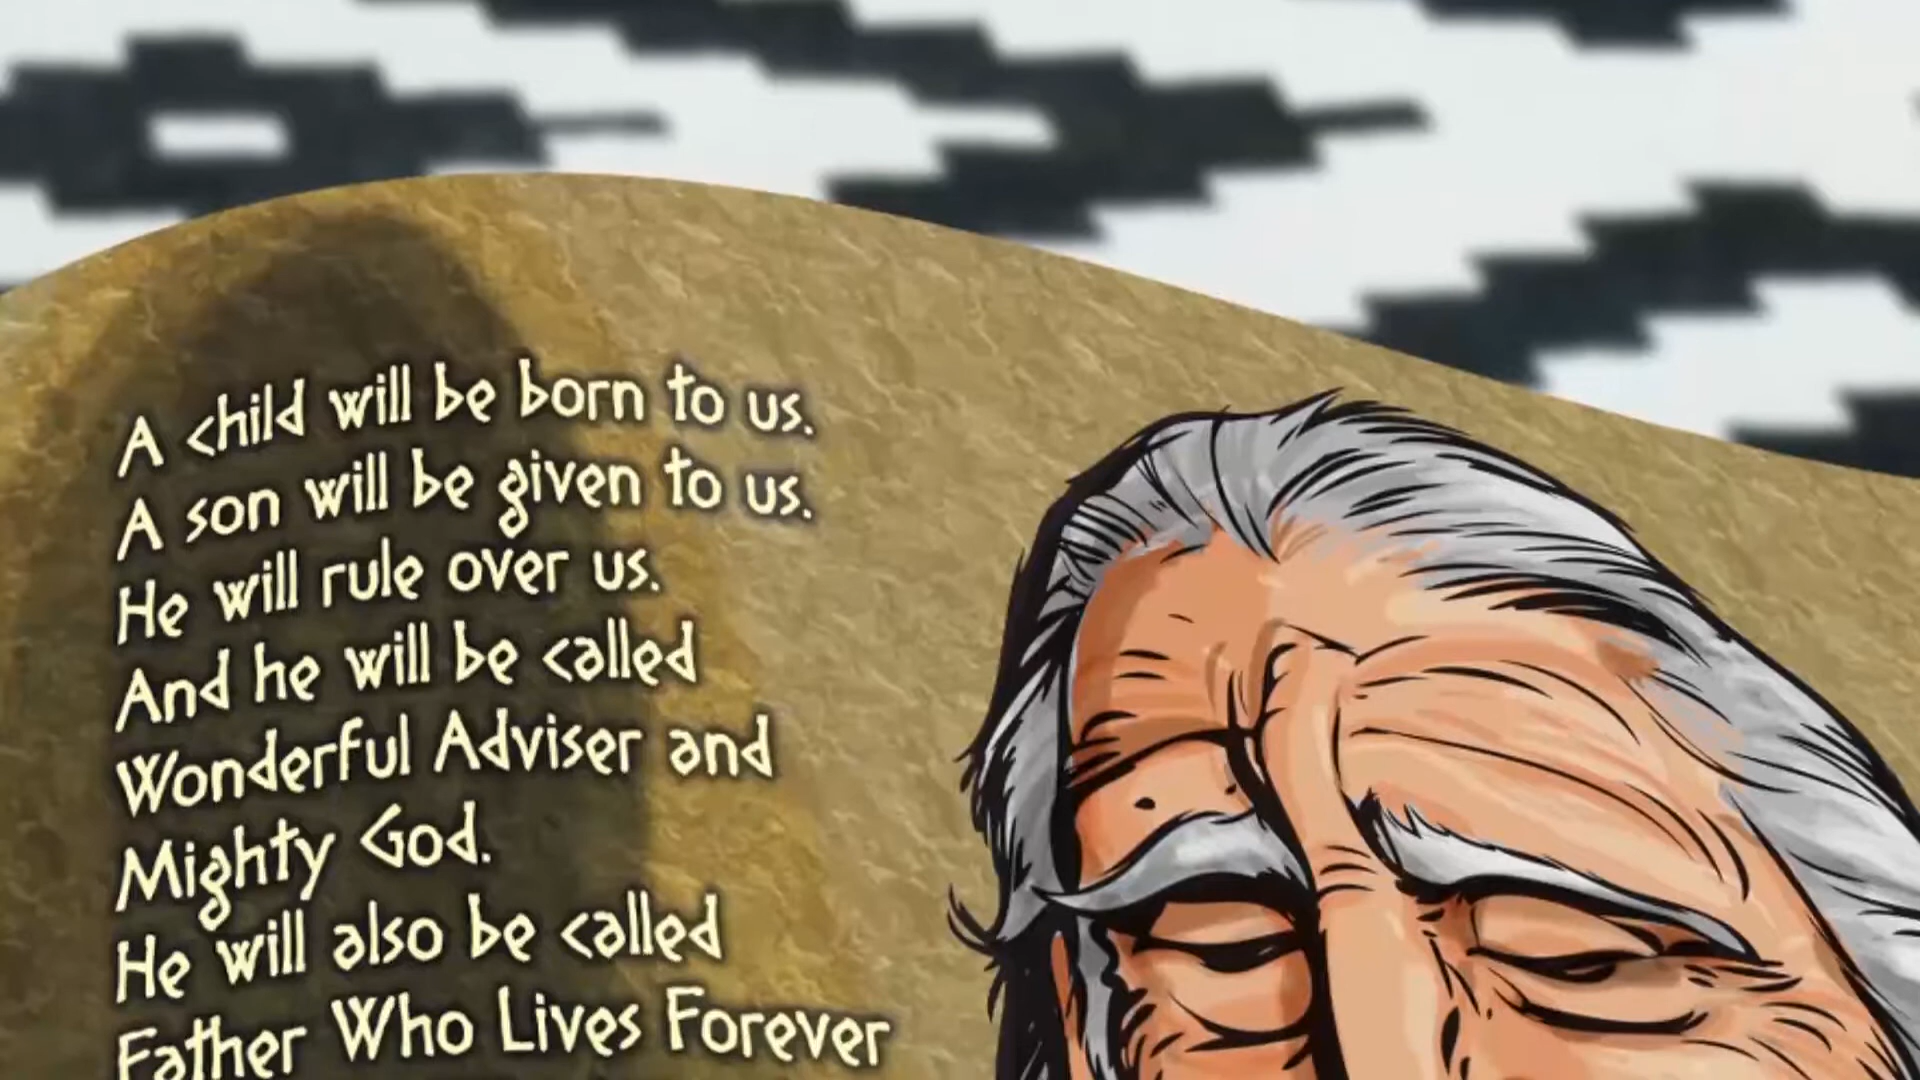 A child will be born to us.
A son will be given to us.
He will rule over us.
And he will be called
Wonderful Adviser and
Mighty God.
He will also be called
Father Who Lives Forever